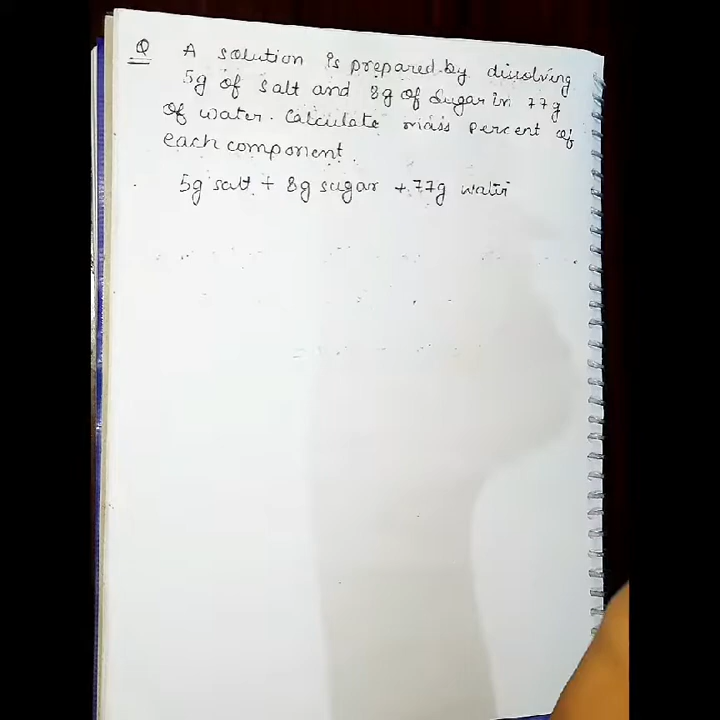 Q A solution is prepared by dissolving
5g of salt and 8g of sugar in 77g
of water. Calculate mass percent of
each component.
5g salt + 8g sugar + 77g water